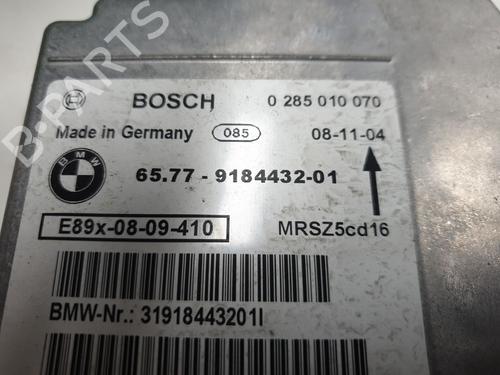 BOSCH 0 285 010 070
Made in Germany 085 08-11-04
BMW
65.77 - 9184432-01
E89x-08-09-410 MRSZ5cd16
BMW-Nr.: 31918443201I
B-PARTS